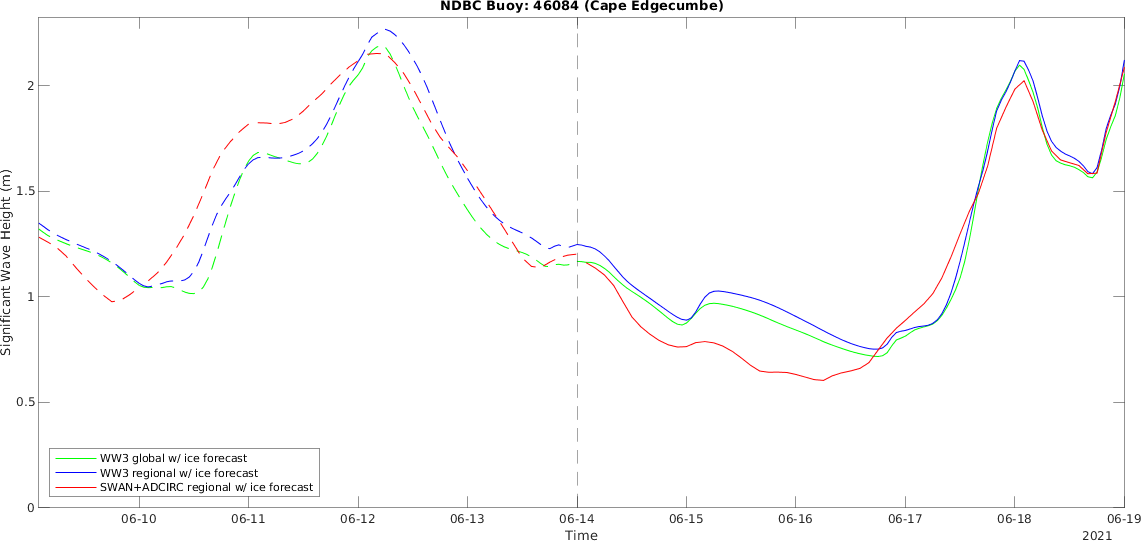 NDBC Buoy: 46084 (Cape Edgecumbe)
Significant Wave Height (m)
2
1.5
1
0.5
0
WW3 global w/ ice forecast
WW3 regional w/ ice forecast
SWAN+ADCIRC regional w/ ice forecast
06-10 06-11 06-12 06-13 06-14 06-15 06-16 06-17 06-18 06-19
Time
2021